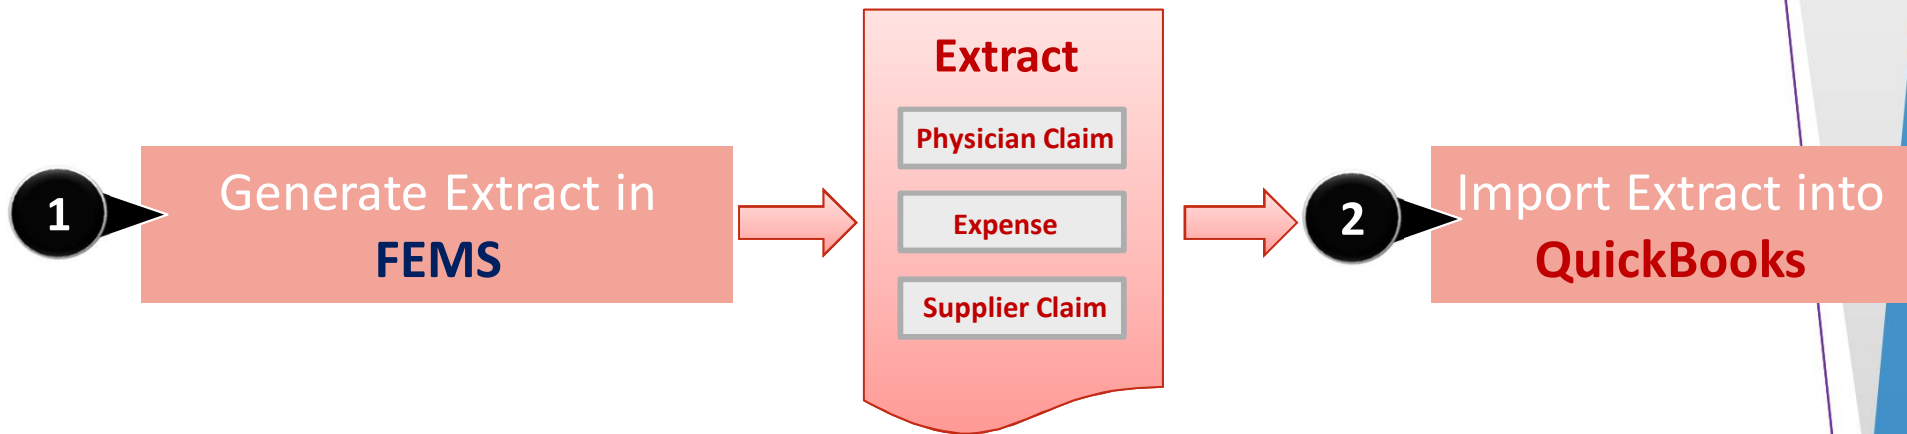 1
Generate Extract in
FEMS
Extract
Physician Claim
Expense
Supplier Claim
2
Import Extract into
QuickBooks